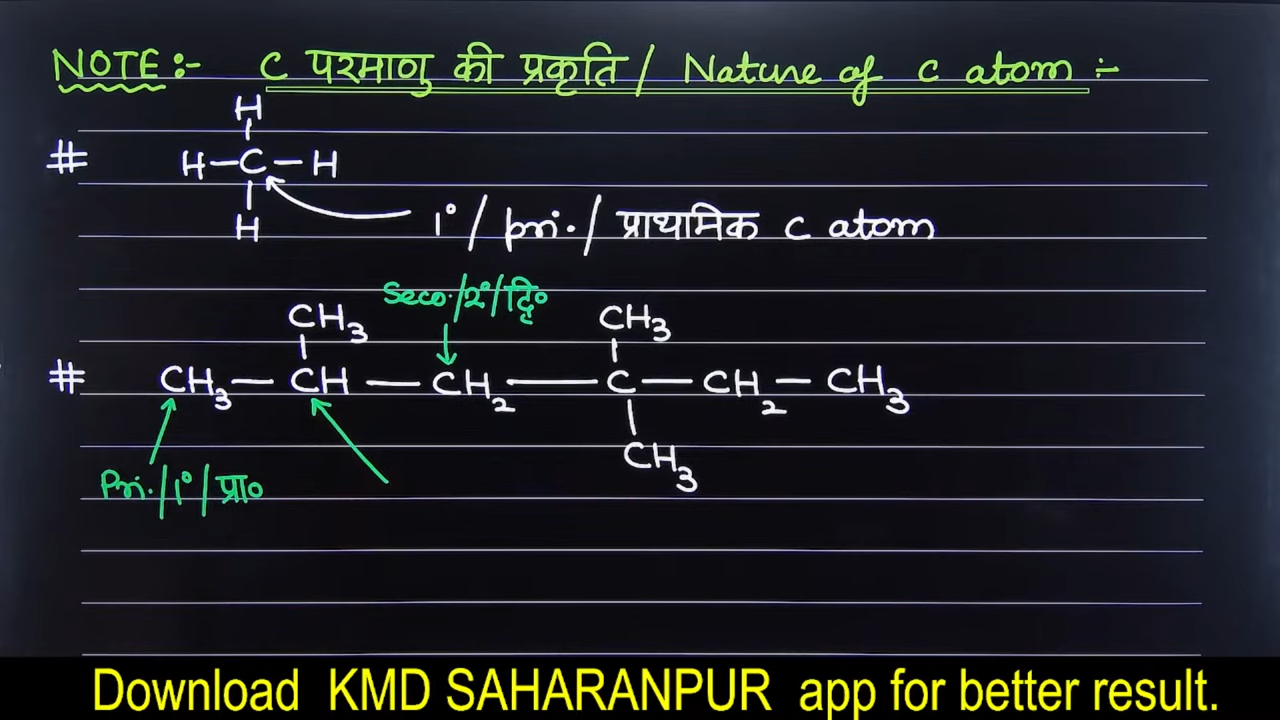 NOTE:- C परमाणु की प्रकृति / Nature of C atom :-
H
# H-C-H
H
1° / pri. / प्राथामिक C atom
Seco./2°/द्वि०
CH3 CH3
# CH3-CH-CH2-C-CH2-CH3
CH3
Pri./1°/प्रा०
Download KMD SAHARANPUR app for better result.